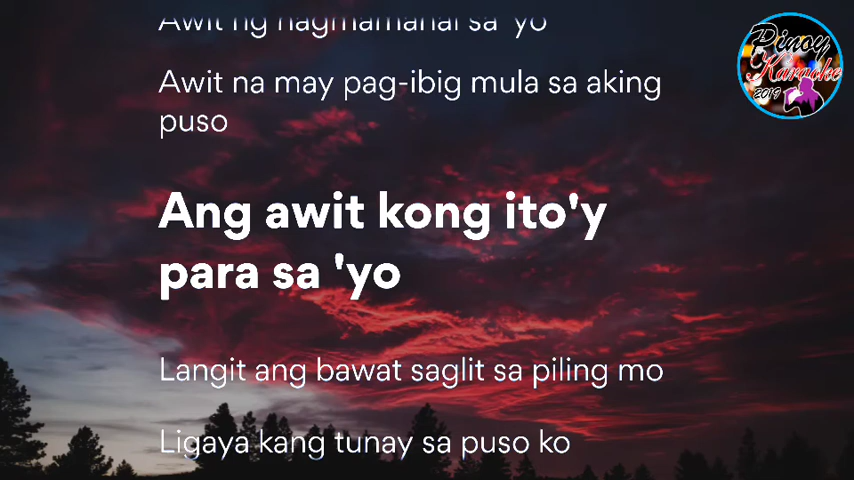 Awit ng nagmamahal sa 'yo
Awit na may pag-ibig mula sa aking
puso
Ang awit kong ito'y
para sa 'yo
Langit ang bawat saglit sa piling mo
Ligaya kang tunay sa puso ko
Pinoy
Karaoke
2019